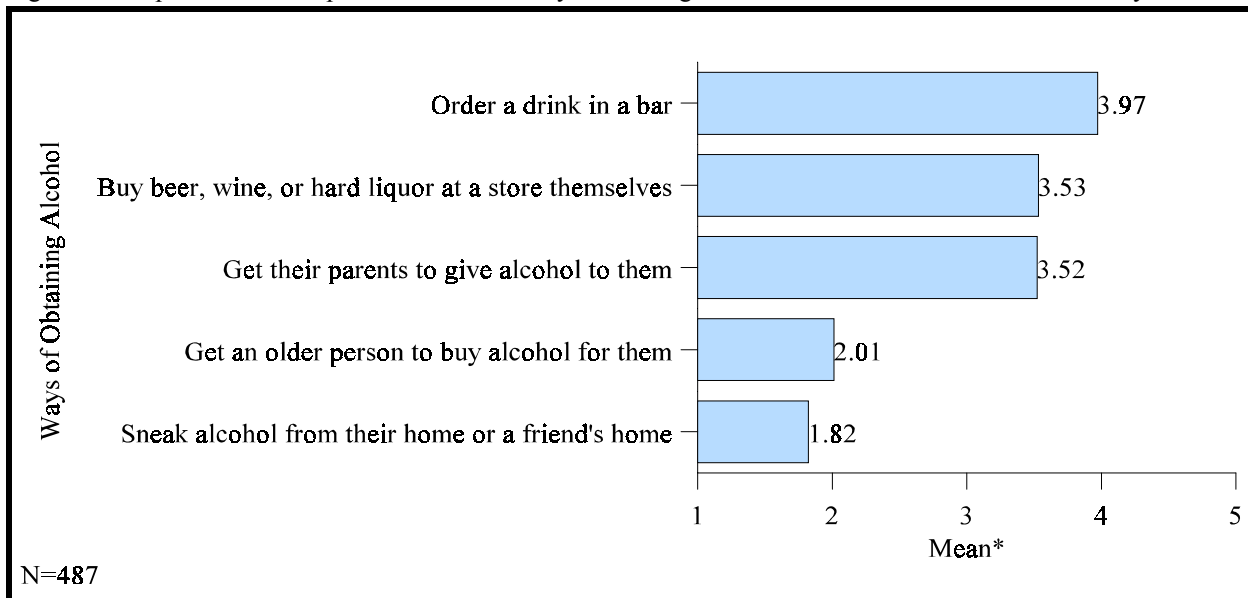 Order a drink in a bar
3.97
Buy beer, wine, or hard liquor at a store themselves
3.53
Get their parents to give alcohol to them
3.52
Get an older person to buy alcohol for them
2.01
Sneak alcohol from their home or a friend's home
1.82
Ways of Obtaining Alcohol
1 2 3 4 5
Mean*
N=487